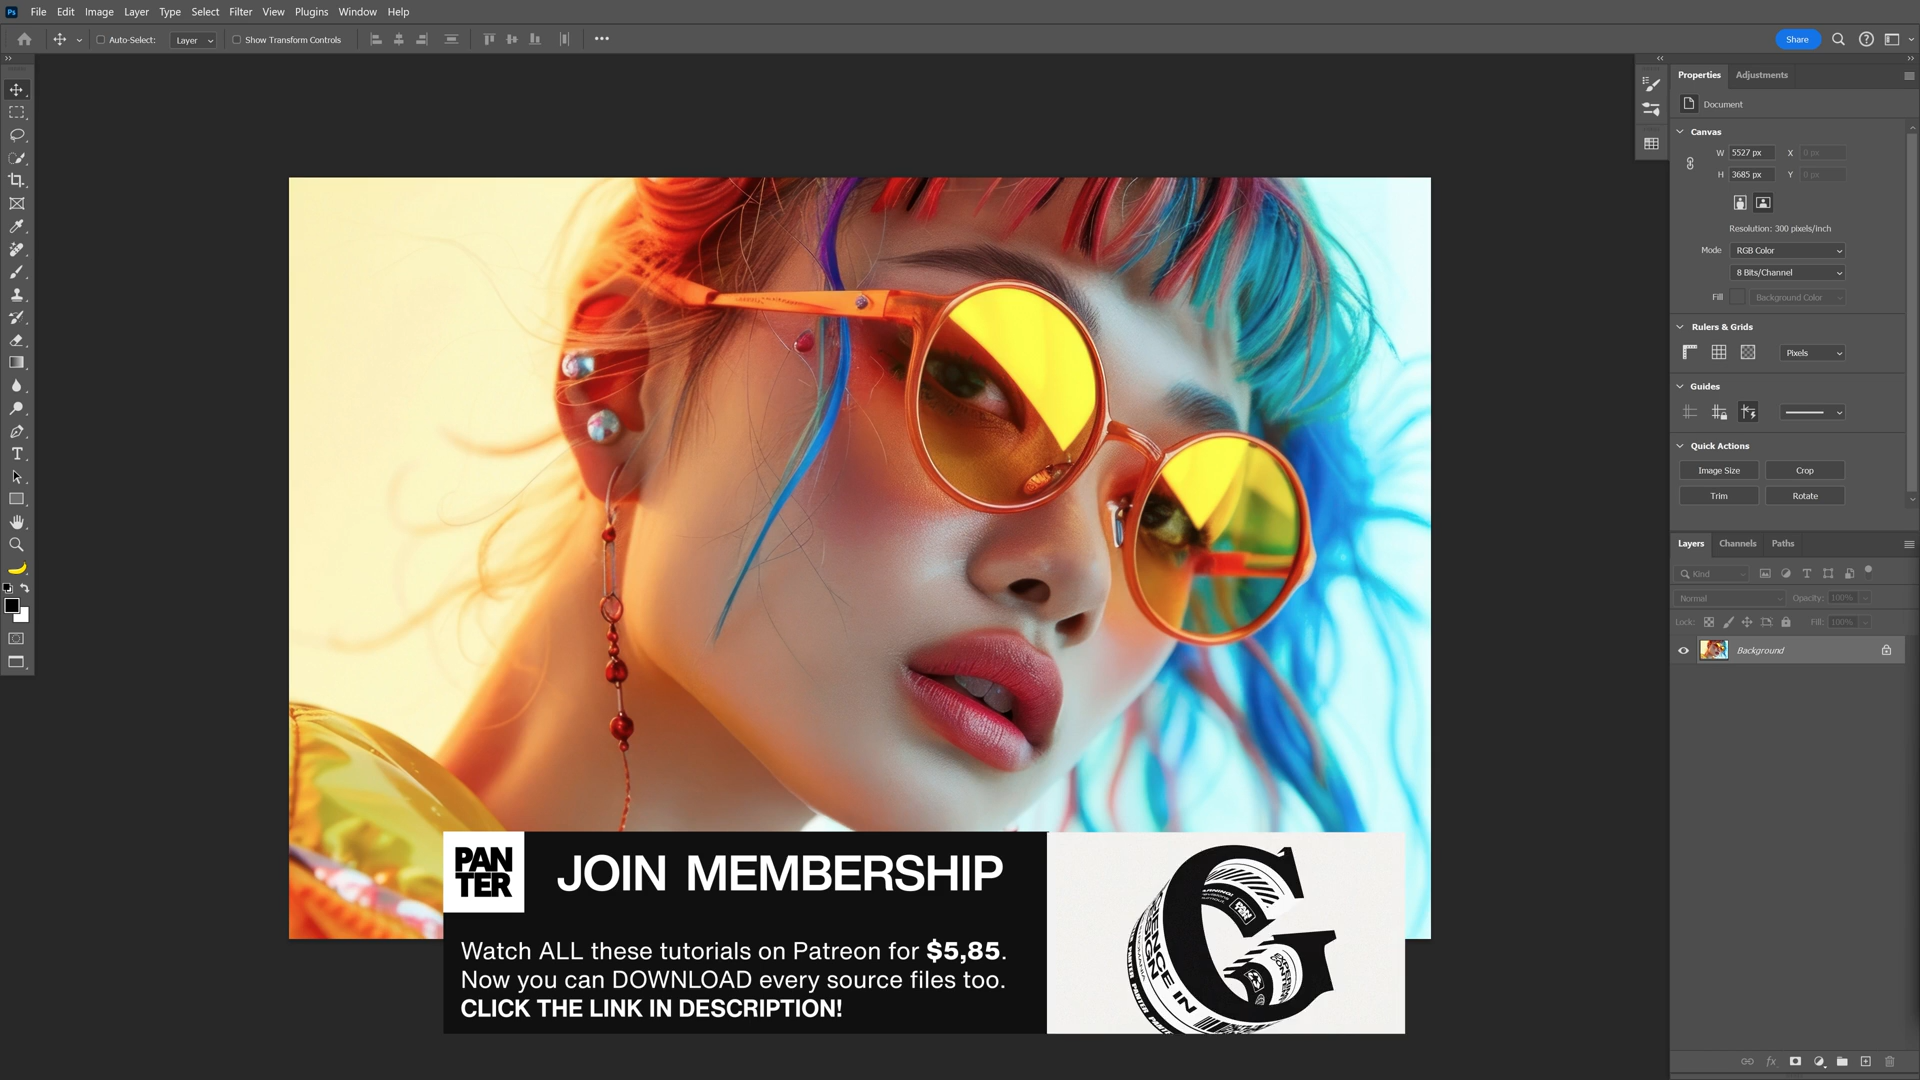 Ps File Edit Image Layer Type Select Filter View Plugins Window Help
Auto-Select: Layer Show Transform Controls Share
Properties Adjustments
Document
Canvas
W 5527 px X 0 px
H 3685 px Y 0 px
Resolution: 300 pixels/inch
Mode RGB Color
8 Bits/Channel
Fill Background Color
Rulers & Grids
Pixels
Guides
Quick Actions
Image Size Crop
Trim Rotate
Layers Channels Paths
Kind
Normal Opacity: 100%
Lock: Fill: 100%
Background
PAN
TER
JOIN MEMBERSHIP
Watch ALL these tutorials on Patreon for $5,85.
Now you can DOWNLOAD every source files too.
CLICK THE LINK IN DESCRIPTION!